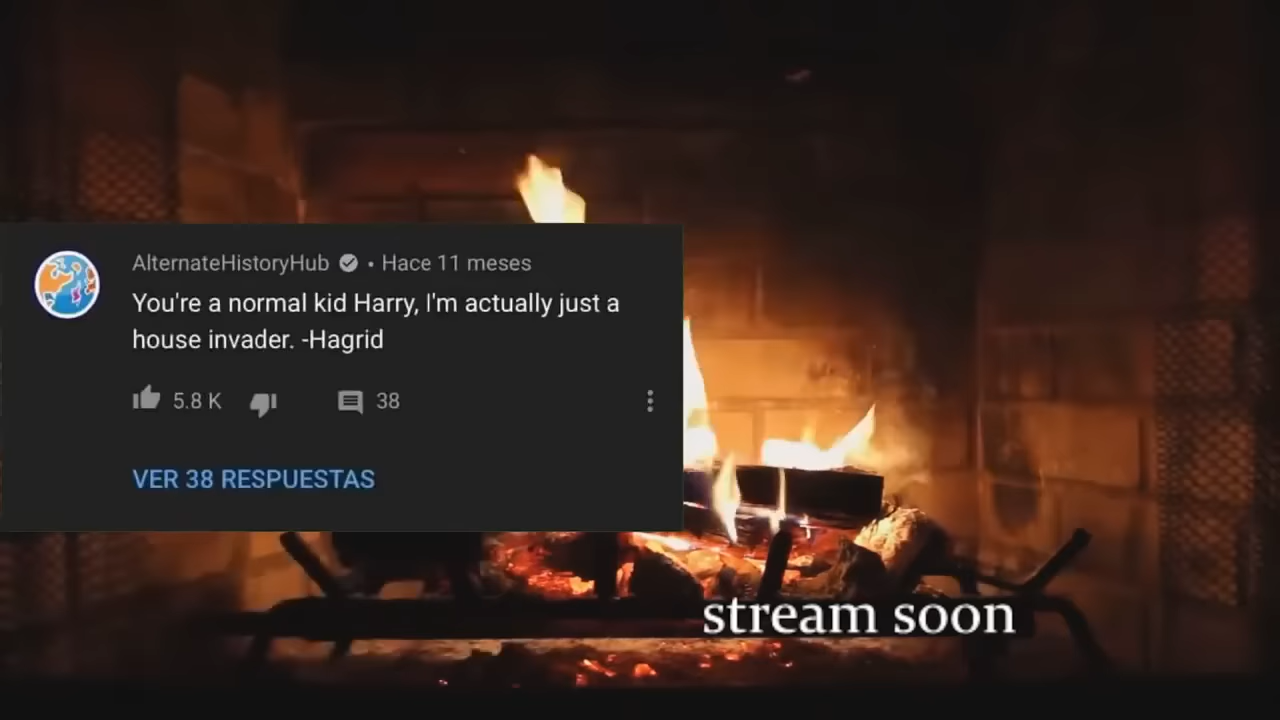 AlternateHistoryHub • Hace 11 meses
You're a normal kid Harry, I'm actually just a
house invader. -Hagrid
5.8 K 38
VER 38 RESPUESTAS
stream soon